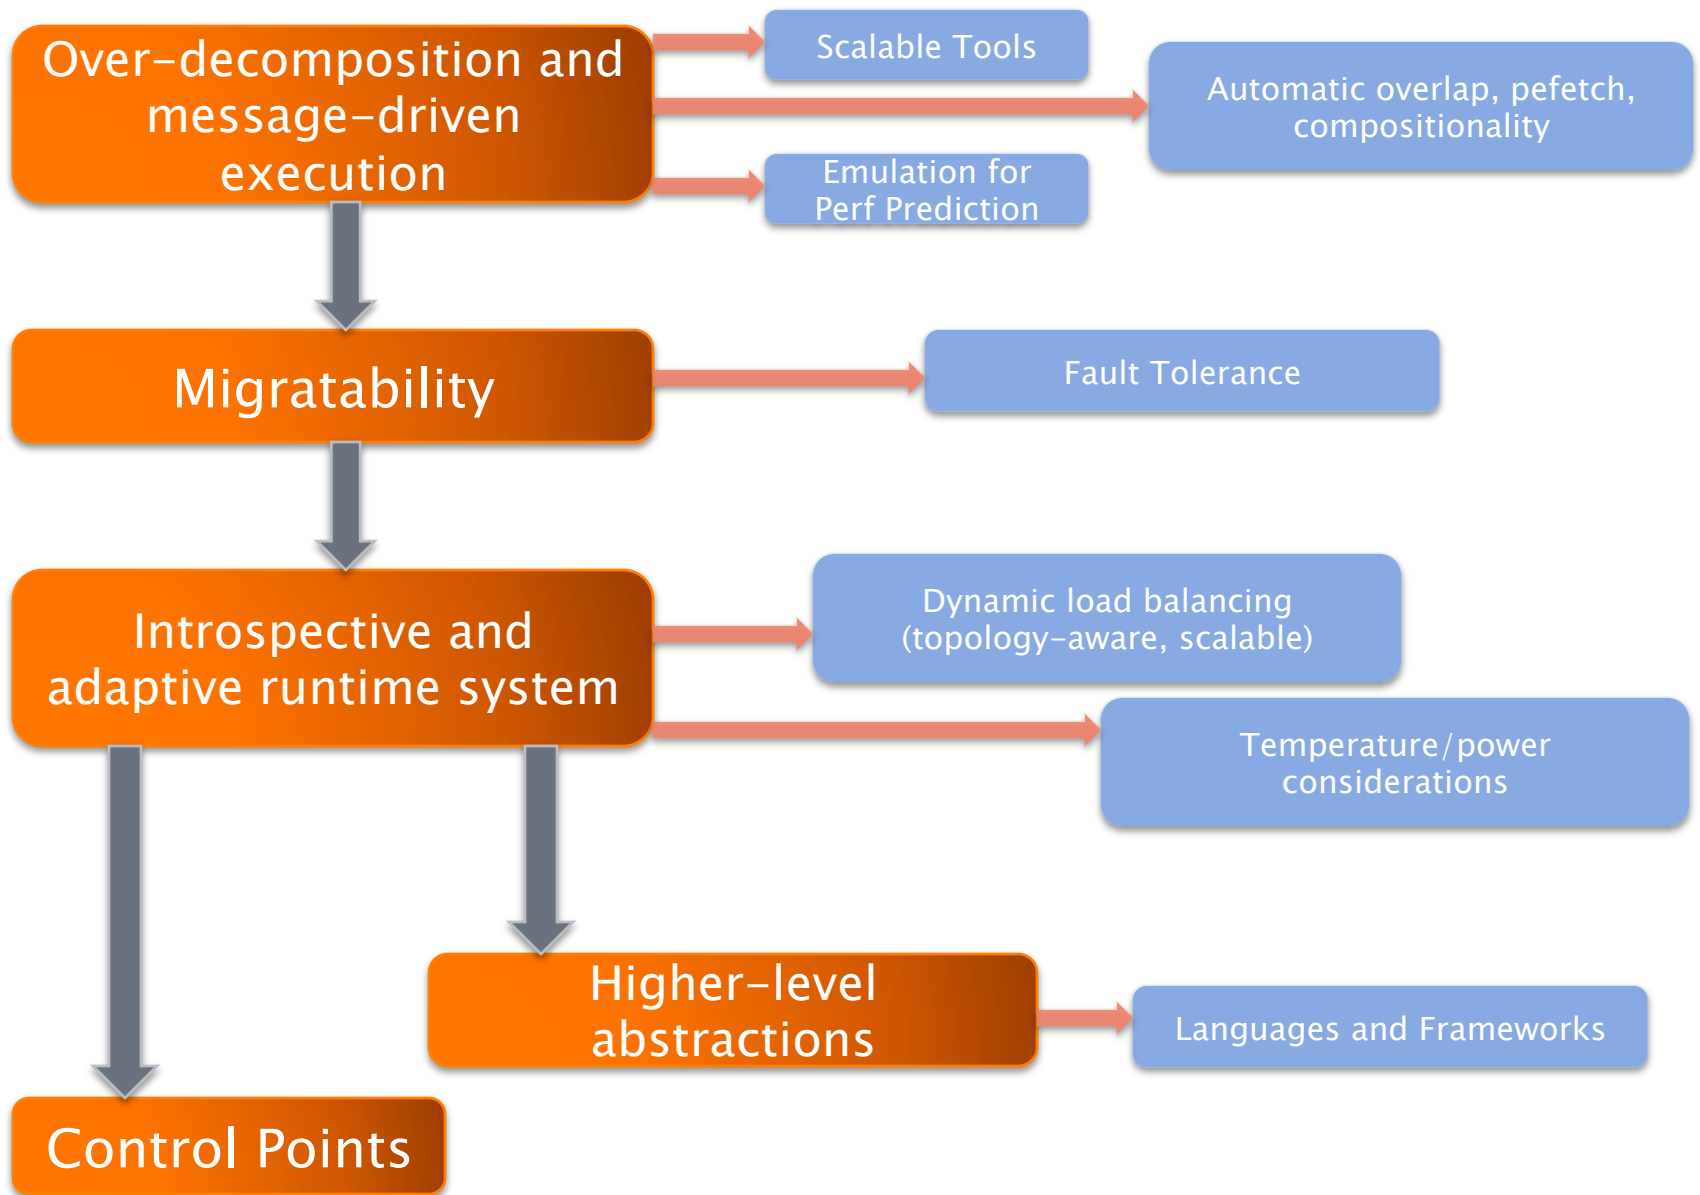 Over-decomposition and
message-driven
execution
Scalable Tools
Automatic overlap, pefetch,
compositionality
Emulation for
Perf Prediction
Migratability
Fault Tolerance
Introspective and
adaptive runtime system
Dynamic load balancing
(topology-aware, scalable)
Temperature/power
considerations
Higher-level
abstractions
Languages and Frameworks
Control Points